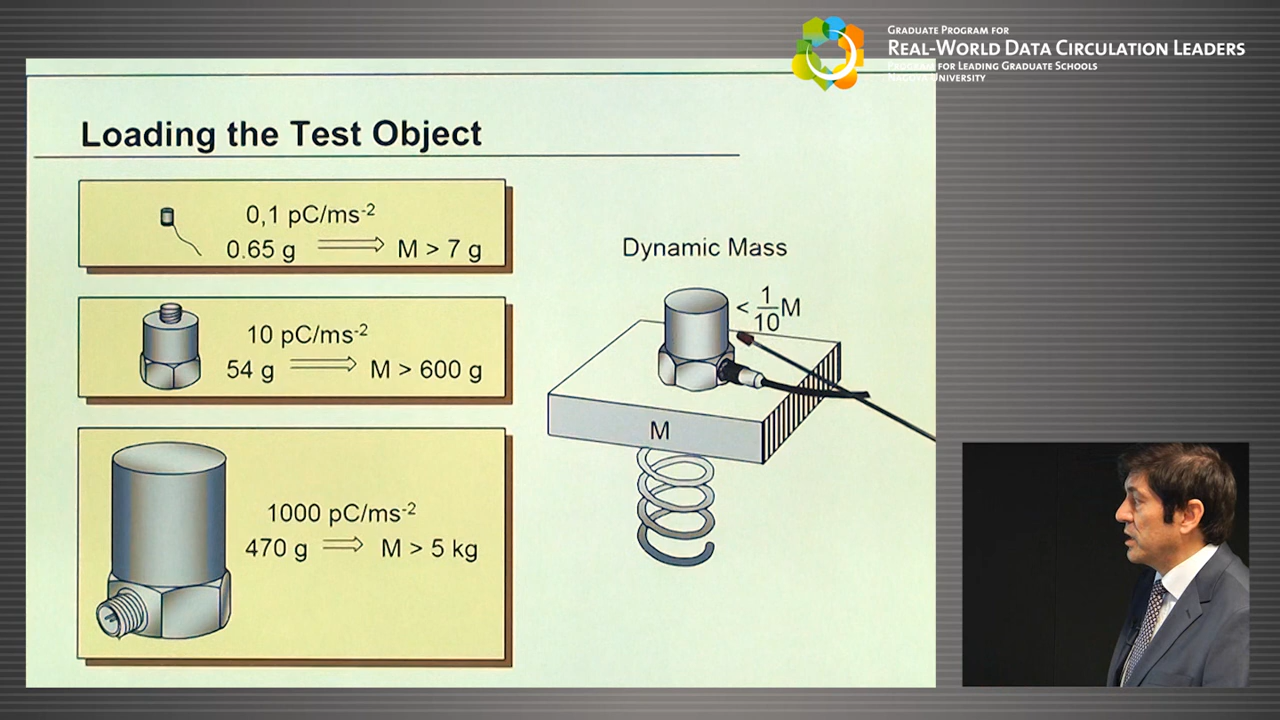 GRADUATE PROGRAM FOR
REAL-WORLD DATA CIRCULATION LEADERS
PROGRAM FOR LEADING GRADUATE SCHOOLS
NAGOYA UNIVERSITY
Loading the Test Object
0,1 pC/ms-2
0.65 g M > 7 g
10 pC/ms-2
54 g M > 600 g
1000 pC/ms-2
470 g M > 5 kg
Dynamic Mass
< 1/10 M
M